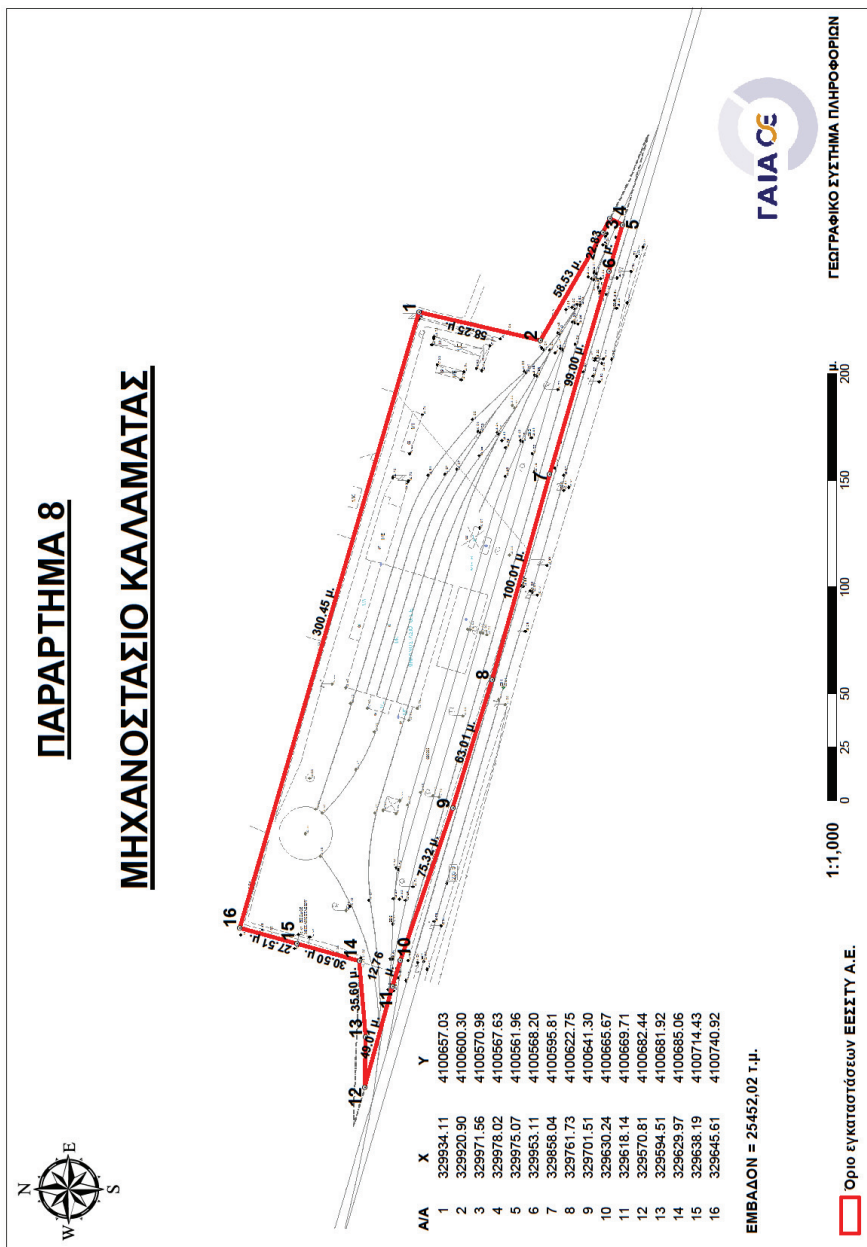 ΠΑΡΑΡΤΗΜΑ 8
ΜΗΧΑΝΟΣΤΑΣΙΟ ΚΑΛΑΜΑΤΑΣ
N
W
E
S
1
2
3
4
5
6
7
8
9
10
11
12
13
14
15
16
300.45 μ.
58.25 μ.
58.53 μ.
22.83
μ.
99.00 μ.
100.01 μ.
63.01 μ.
75.32 μ.
12.76
μ.
49.01 μ.
35.60 μ.
30.50 μ.
27.51 μ.
Α/Α X Y
1 329934.11 4100657.03
2 329920.90 4100600.30
3 329971.56 4100570.98
4 329978.02 4100567.63
5 329975.07 4100561.96
6 329953.11 4100568.20
7 329858.04 4100595.81
8 329761.73 4100622.75
9 329701.51 4100641.30
10 329630.24 4100665.67
11 329618.14 4100669.71
12 329570.81 4100682.44
13 329594.51 4100681.92
14 329629.97 4100685.06
15 329638.19 4100714.43
16 329645.61 4100740.92
ΕΜΒΑΔΟΝ = 25452,02 τ.μ.
Όριο εγκαταστάσεων ΕΕΣΣΤΥ Α.Ε.
1:1,000
0 25 50 100 150 200
μ.
ΓΑΙΑ ΟΣΕ
ΓΕΩΓΡΑΦΙΚΟ ΣΥΣΤΗΜΑ ΠΛΗΡΟΦΟΡΙΩΝ